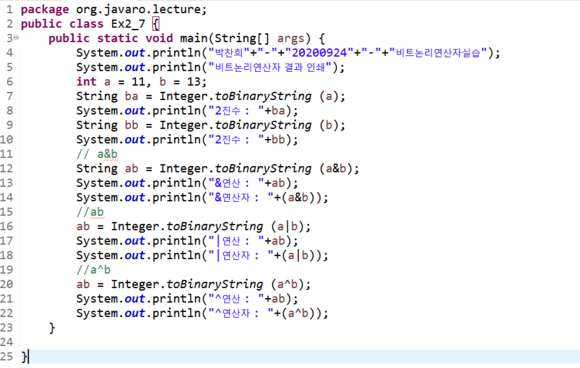 1 package org.javaro.lecture;
2 public class Ex2_7 {
3 public static void main(String[] args) {
4 System.out.println("박찬희"+"-"+"20200924"+"-"+"비트논리연산자실습");
5 System.out.println("비트논리연산자 결과 인쇄");
6 int a = 11, b = 13;
7 String ba = Integer.toBinaryString (a);
8 System.out.println("2진수 : "+ba);
9 String bb = Integer.toBinaryString (b);
10 System.out.println("2진수 : "+bb);
11 // a&b
12 String ab = Integer.toBinaryString (a&b);
13 System.out.println("&연산 : "+ab);
14 System.out.println("&연산자 : "+(a&b));
15 //ab
16 ab = Integer.toBinaryString (a|b);
17 System.out.println("|연산 : "+ab);
18 System.out.println("|연산자 : "+(a|b));
19 //a^b
20 ab = Integer.toBinaryString (a^b);
21 System.out.println("^연산 : "+ab);
22 System.out.println("^연산자 : "+(a^b));
23 }
24
25 }